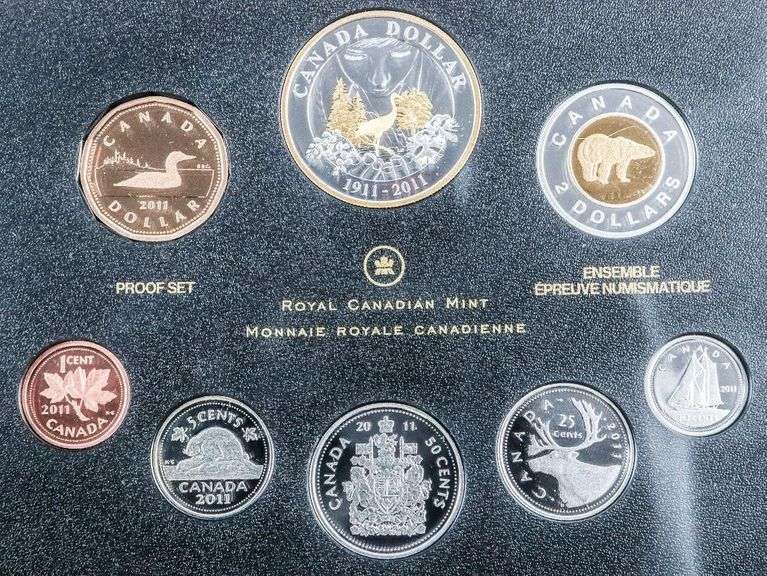 CANADA DOLLAR
1911-2011
CANADA
2011
DOLLAR
CANADA
2 DOLLARS
PROOF SET
ENSEMBLE
ÉPREUVE NUMISMATIQUE
ROYAL CANADIAN MINT
MONNAIE ROYALE CANADIENNE
1 CENT
2011
CANADA
5 CENTS
CANADA
2011
2011
CANADA
50 CENTS
25
CENTS
CANADA
2011
CANADA
2011